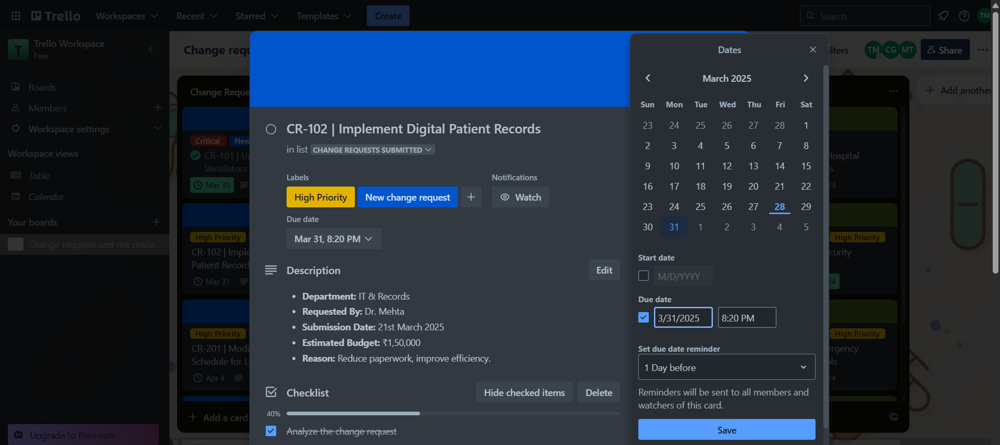 Trello
Workspaces
Recent
Starred
Templates
Create
Search
TM
T
Trello Workspace
Free
Boards
Members
Workspace settings
Workspace views
Table
Calendar
Your boards
Change requests and risk mana...
Upgrade to Premium
Change requ
ilters
TM
CG
MT
Share
Change Reque
Critical
New
CR-101 | Up
Ventilators
Mar 30
High Priority
CR-102 | Imple
Patient Record
Mar 31
High Priority
CR-201 | Modi
Schedule for L
Apr 4
Add a card
CR-102 | Implement Digital Patient Records
in list CHANGE REQUESTS SUBMITTED
Labels
High Priority
New change request
Notifications
Watch
Due date
Mar 31, 8:20 PM
Description
Edit
• Department: IT & Records
• Requested By: Dr. Mehta
• Submission Date: 21st March 2025
• Estimated Budget: ₹1,50,000
• Reason: Reduce paperwork, improve efficiency.
Checklist
Hide checked items
Delete
40%
Analyze the change request
Dates
March 2025
Sun Mon Tue Wed Thu Fri Sat
23 24 25 26 27 28 1
2 3 4 5 6 7 8
9 10 11 12 13 14 15
16 17 18 19 20 21 22
23 24 25 26 27 28 29
30 31 1 2 3 4 5
Start date
M/D/YYYY
Due date
3/31/2025
8:20 PM
Set due date reminder
1 Day before
Reminders will be sent to all members and
watchers of this card.
Save
Add another
Hospital
s
/4
High Priority
curity
/4
High Priority
ergency
ls
/4